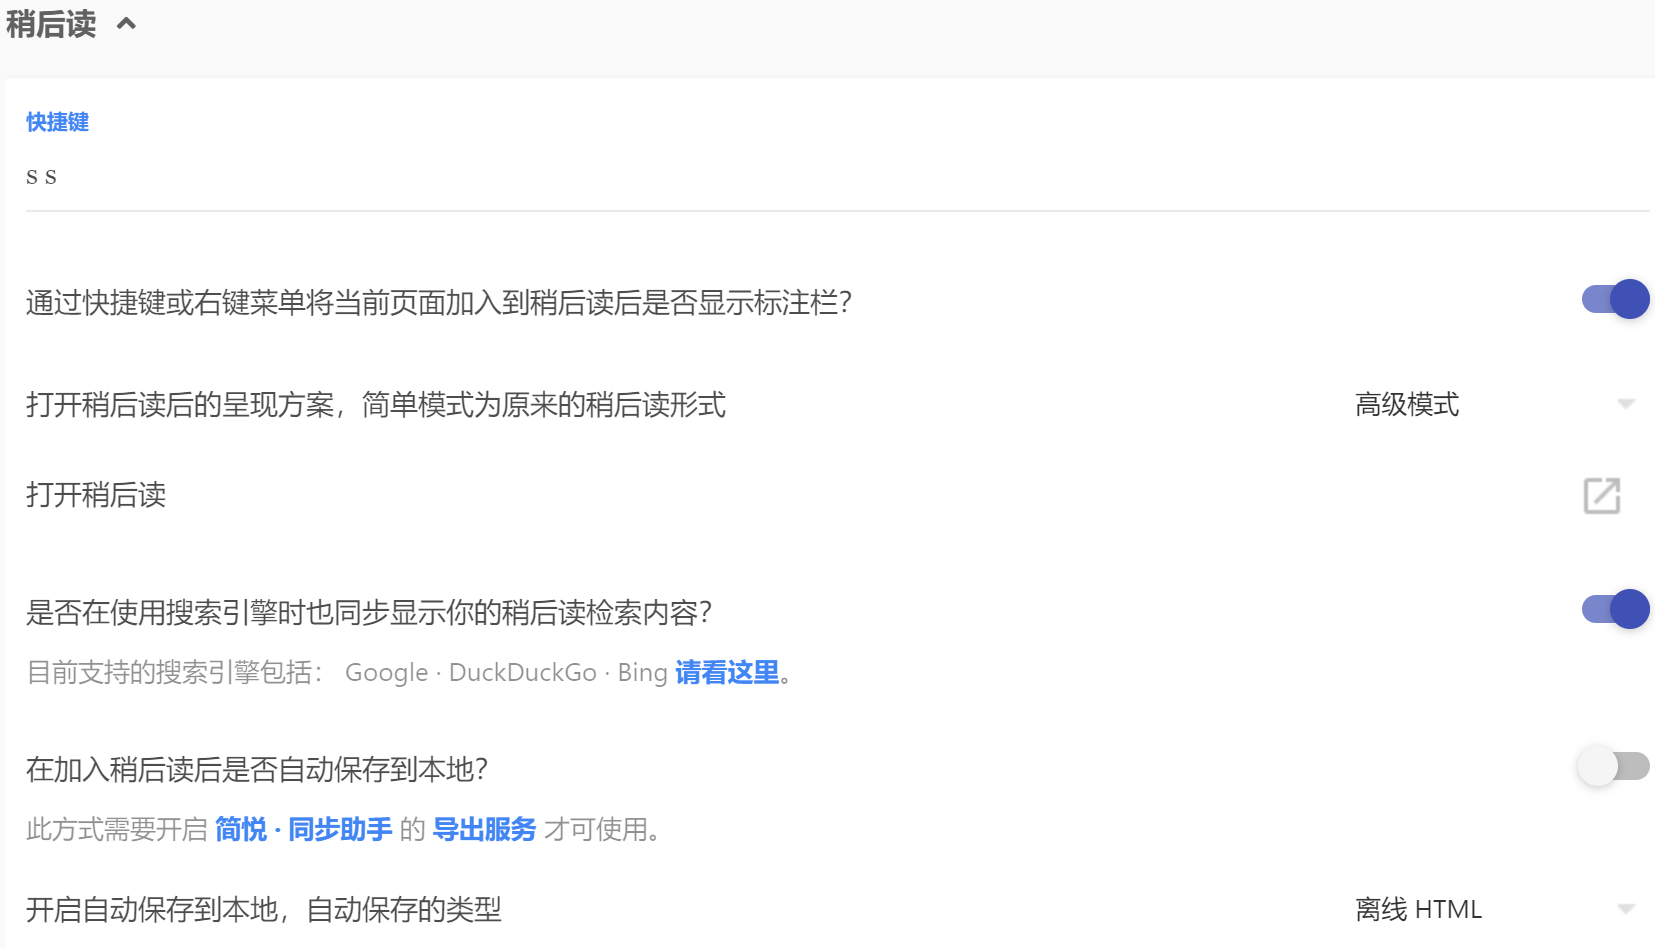 稍后读
快捷键
s s
通过快捷键或右键菜单将当前页面加入到稍后读后是否显示标注栏？
打开稍后读后的呈现方案，简单模式为原来的稍后读形式 高级模式
打开稍后读
是否在使用搜索引擎时也同步显示你的稍后读检索内容？
目前支持的搜索引擎包括： Google · DuckDuckGo · Bing 请看这里。
在加入稍后读后是否自动保存到本地？
此方式需要开启 简悦 · 同步助手 的 导出服务 才可使用。
开启自动保存到本地，自动保存的类型 离线 HTML